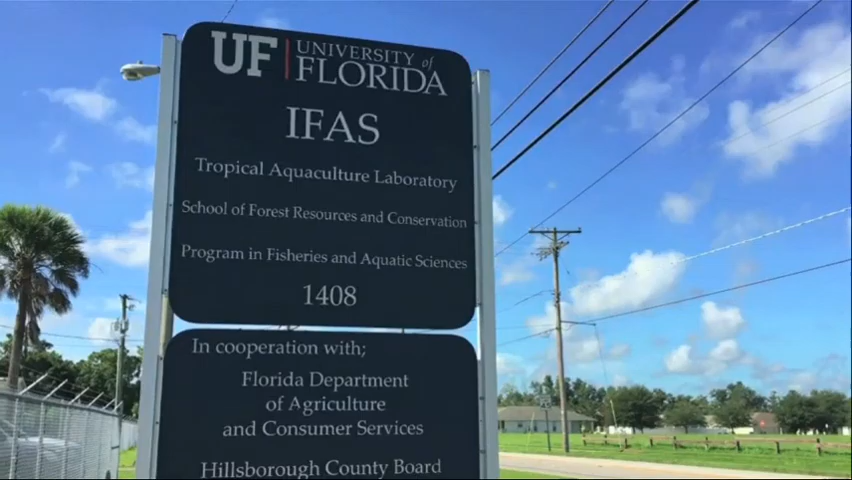 UF UNIVERSITY of
FLORIDA
IFAS
Tropical Aquaculture Laboratory
School of Forest Resources and Conservation
Program in Fisheries and Aquatic Sciences
1408
In cooperation with;
Florida Department
of Agriculture
and Consumer Services
Hillsborough County Board